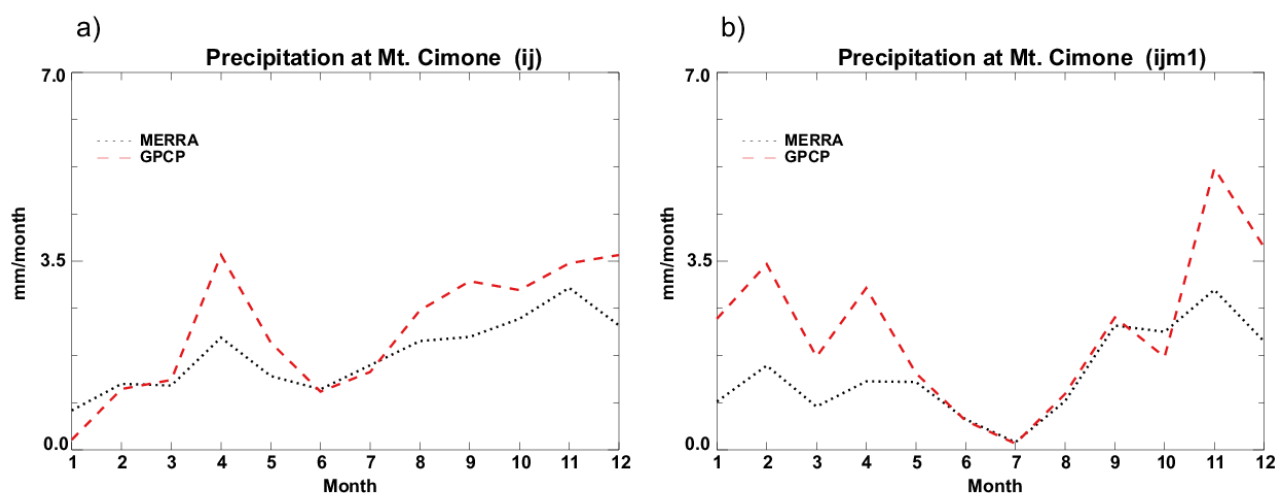 a)
Precipitation at Mt. Cimone (ij)
7.0
3.5
0.0
mm/month
MERRA
GPCP
1 2 3 4 5 6 7 8 9 10 11 12
Month
b)
Precipitation at Mt. Cimone (ijm1)
7.0
3.5
0.0
mm/month
MERRA
GPCP
1 2 3 4 5 6 7 8 9 10 11 12
Month